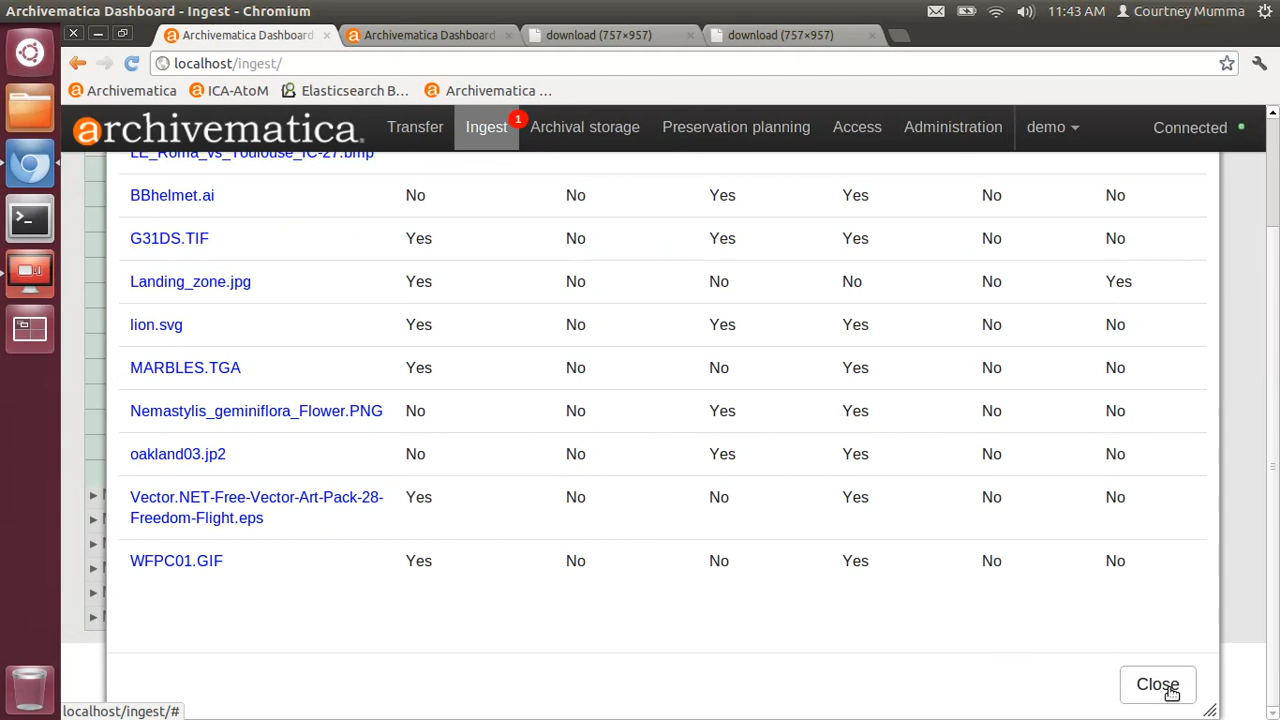 Archivematica Dashboard - Ingest - Chromium 11:43 AM Courtney Mumma
Archivematica Dashboard Archivematica Dashboard download (757×957) download (757×957)
localhost/ingest/
Archivematica ICA-AtoM Elasticsearch B... Archivematica ...
archivematica Transfer Ingest 1 Archival storage Preservation planning Access Administration demo Connected
LE_Roma_vs_Toulouse_IC-27.bmp
BBhelmet.ai No No Yes Yes No No
G31DS.TIF Yes No Yes Yes No No
Landing_zone.jpg Yes No No No No Yes
lion.svg Yes No Yes Yes No No
MARBLES.TGA Yes No No Yes No No
Nemastylis_geminiflora_Flower.PNG No No Yes Yes No No
oakland03.jp2 No No Yes Yes No No
Vector.NET-Free-Vector-Art-Pack-28- Yes No No Yes No No
Freedom-Flight.eps
WFPC01.GIF Yes No No Yes No No
Close
localhost/ingest/#